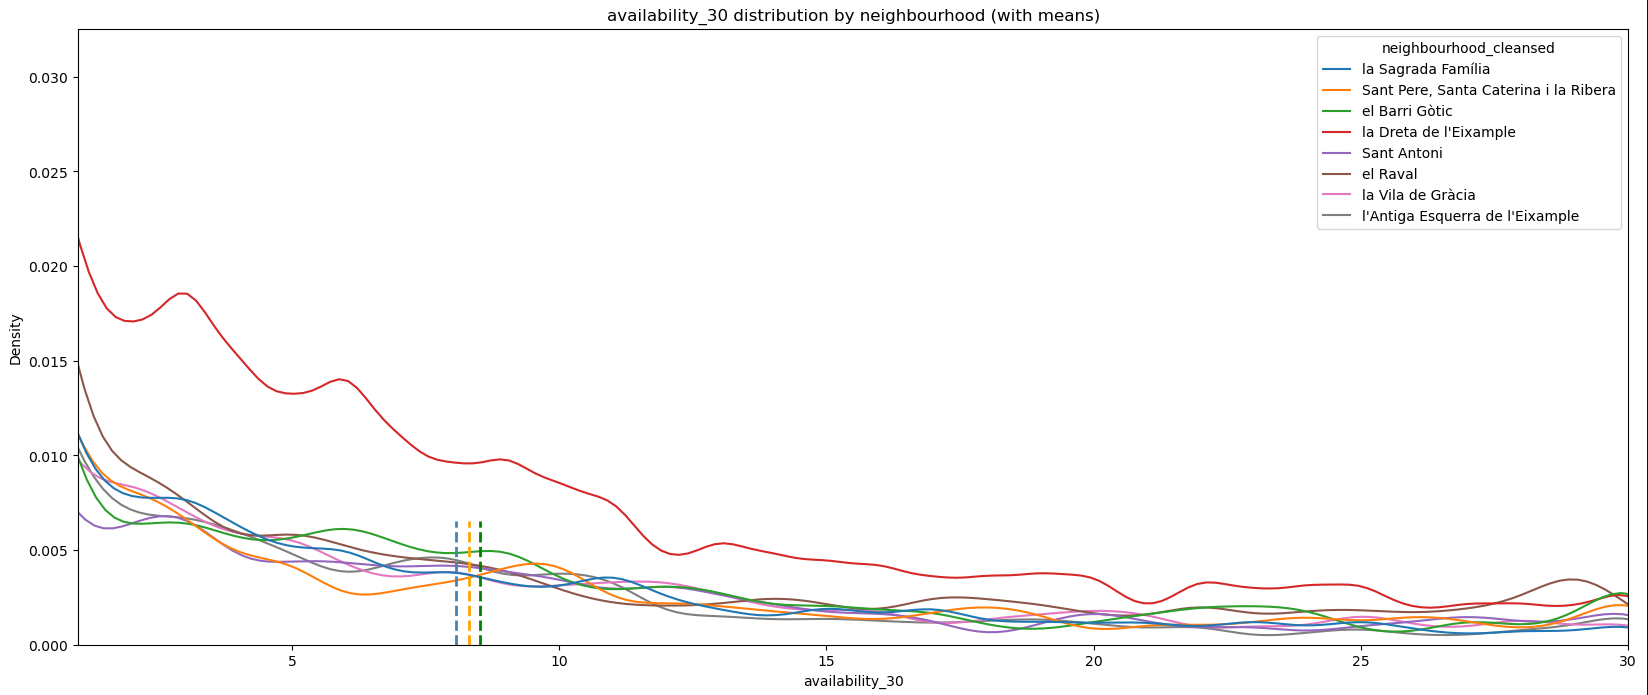 availability_30 distribution by neighbourhood (with means)
neighbourhood_cleansed
la Sagrada Família
Sant Pere, Santa Caterina i la Ribera
el Barri Gòtic
la Dreta de l'Eixample
Sant Antoni
el Raval
la Vila de Gràcia
l'Antiga Esquerra de l'Eixample
Density
0.030
0.025
0.020
0.015
0.010
0.005
0.000
5 10 15 20 25 30
availability_30